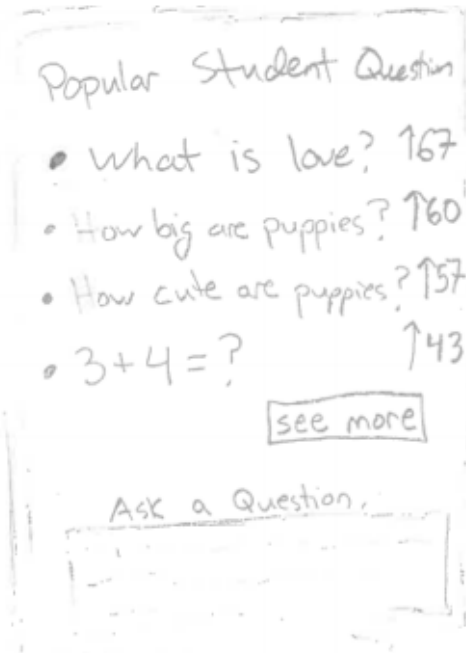 Popular Student Question
• What is love? ↑67
• How big are puppies? ↑60
• How cute are puppies? ↑57
• 3+4=? ↑43
see more
Ask a Question.